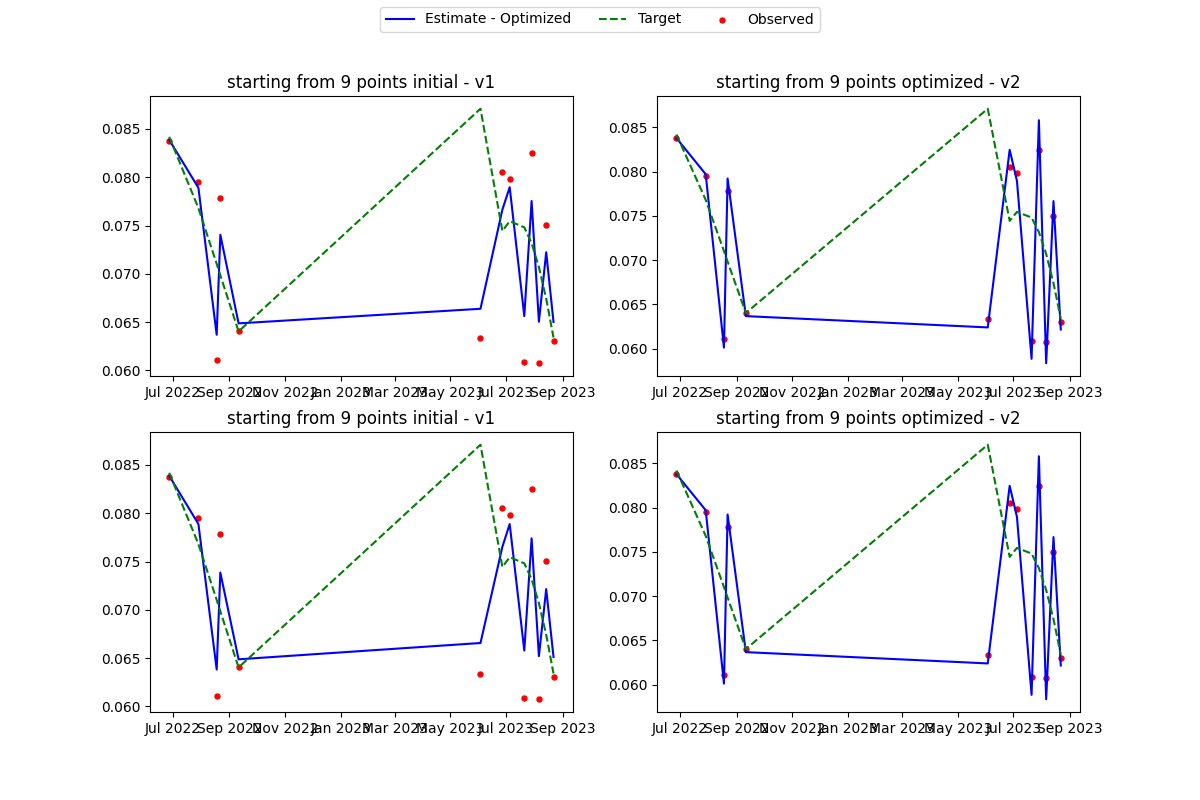 Estimate - Optimized Target Observed
starting from 9 points initial - v1 starting from 9 points optimized - v2
0.085 0.085
0.080 0.080
0.075 0.075
0.070 0.070
0.065 0.065
0.060 0.060
Jul 2022 Sep 2022 Nov 2022 Jan 2023 Mar 2023 May 2023 Jul 2023 Sep 2023 Jul 2022 Sep 2022 Nov 2022 Jan 2023 Mar 2023 May 2023 Jul 2023 Sep 2023
starting from 9 points initial - v1 starting from 9 points optimized - v2
0.085 0.085
0.080 0.080
0.075 0.075
0.070 0.070
0.065 0.065
0.060 0.060
Jul 2022 Sep 2022 Nov 2022 Jan 2023 Mar 2023 May 2023 Jul 2023 Sep 2023 Jul 2022 Sep 2022 Nov 2022 Jan 2023 Mar 2023 May 2023 Jul 2023 Sep 2023